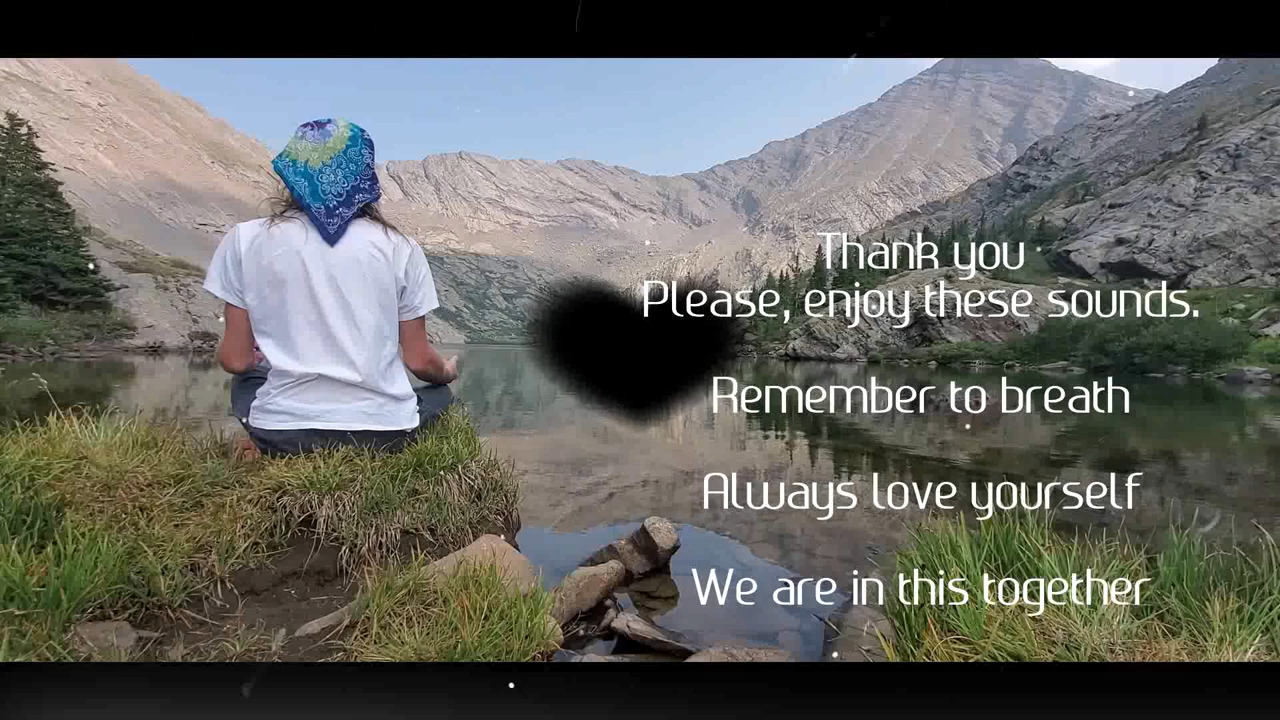 Thank you
Please, enjoy these sounds.
Remember to breath
Always love yourself
We are in this together